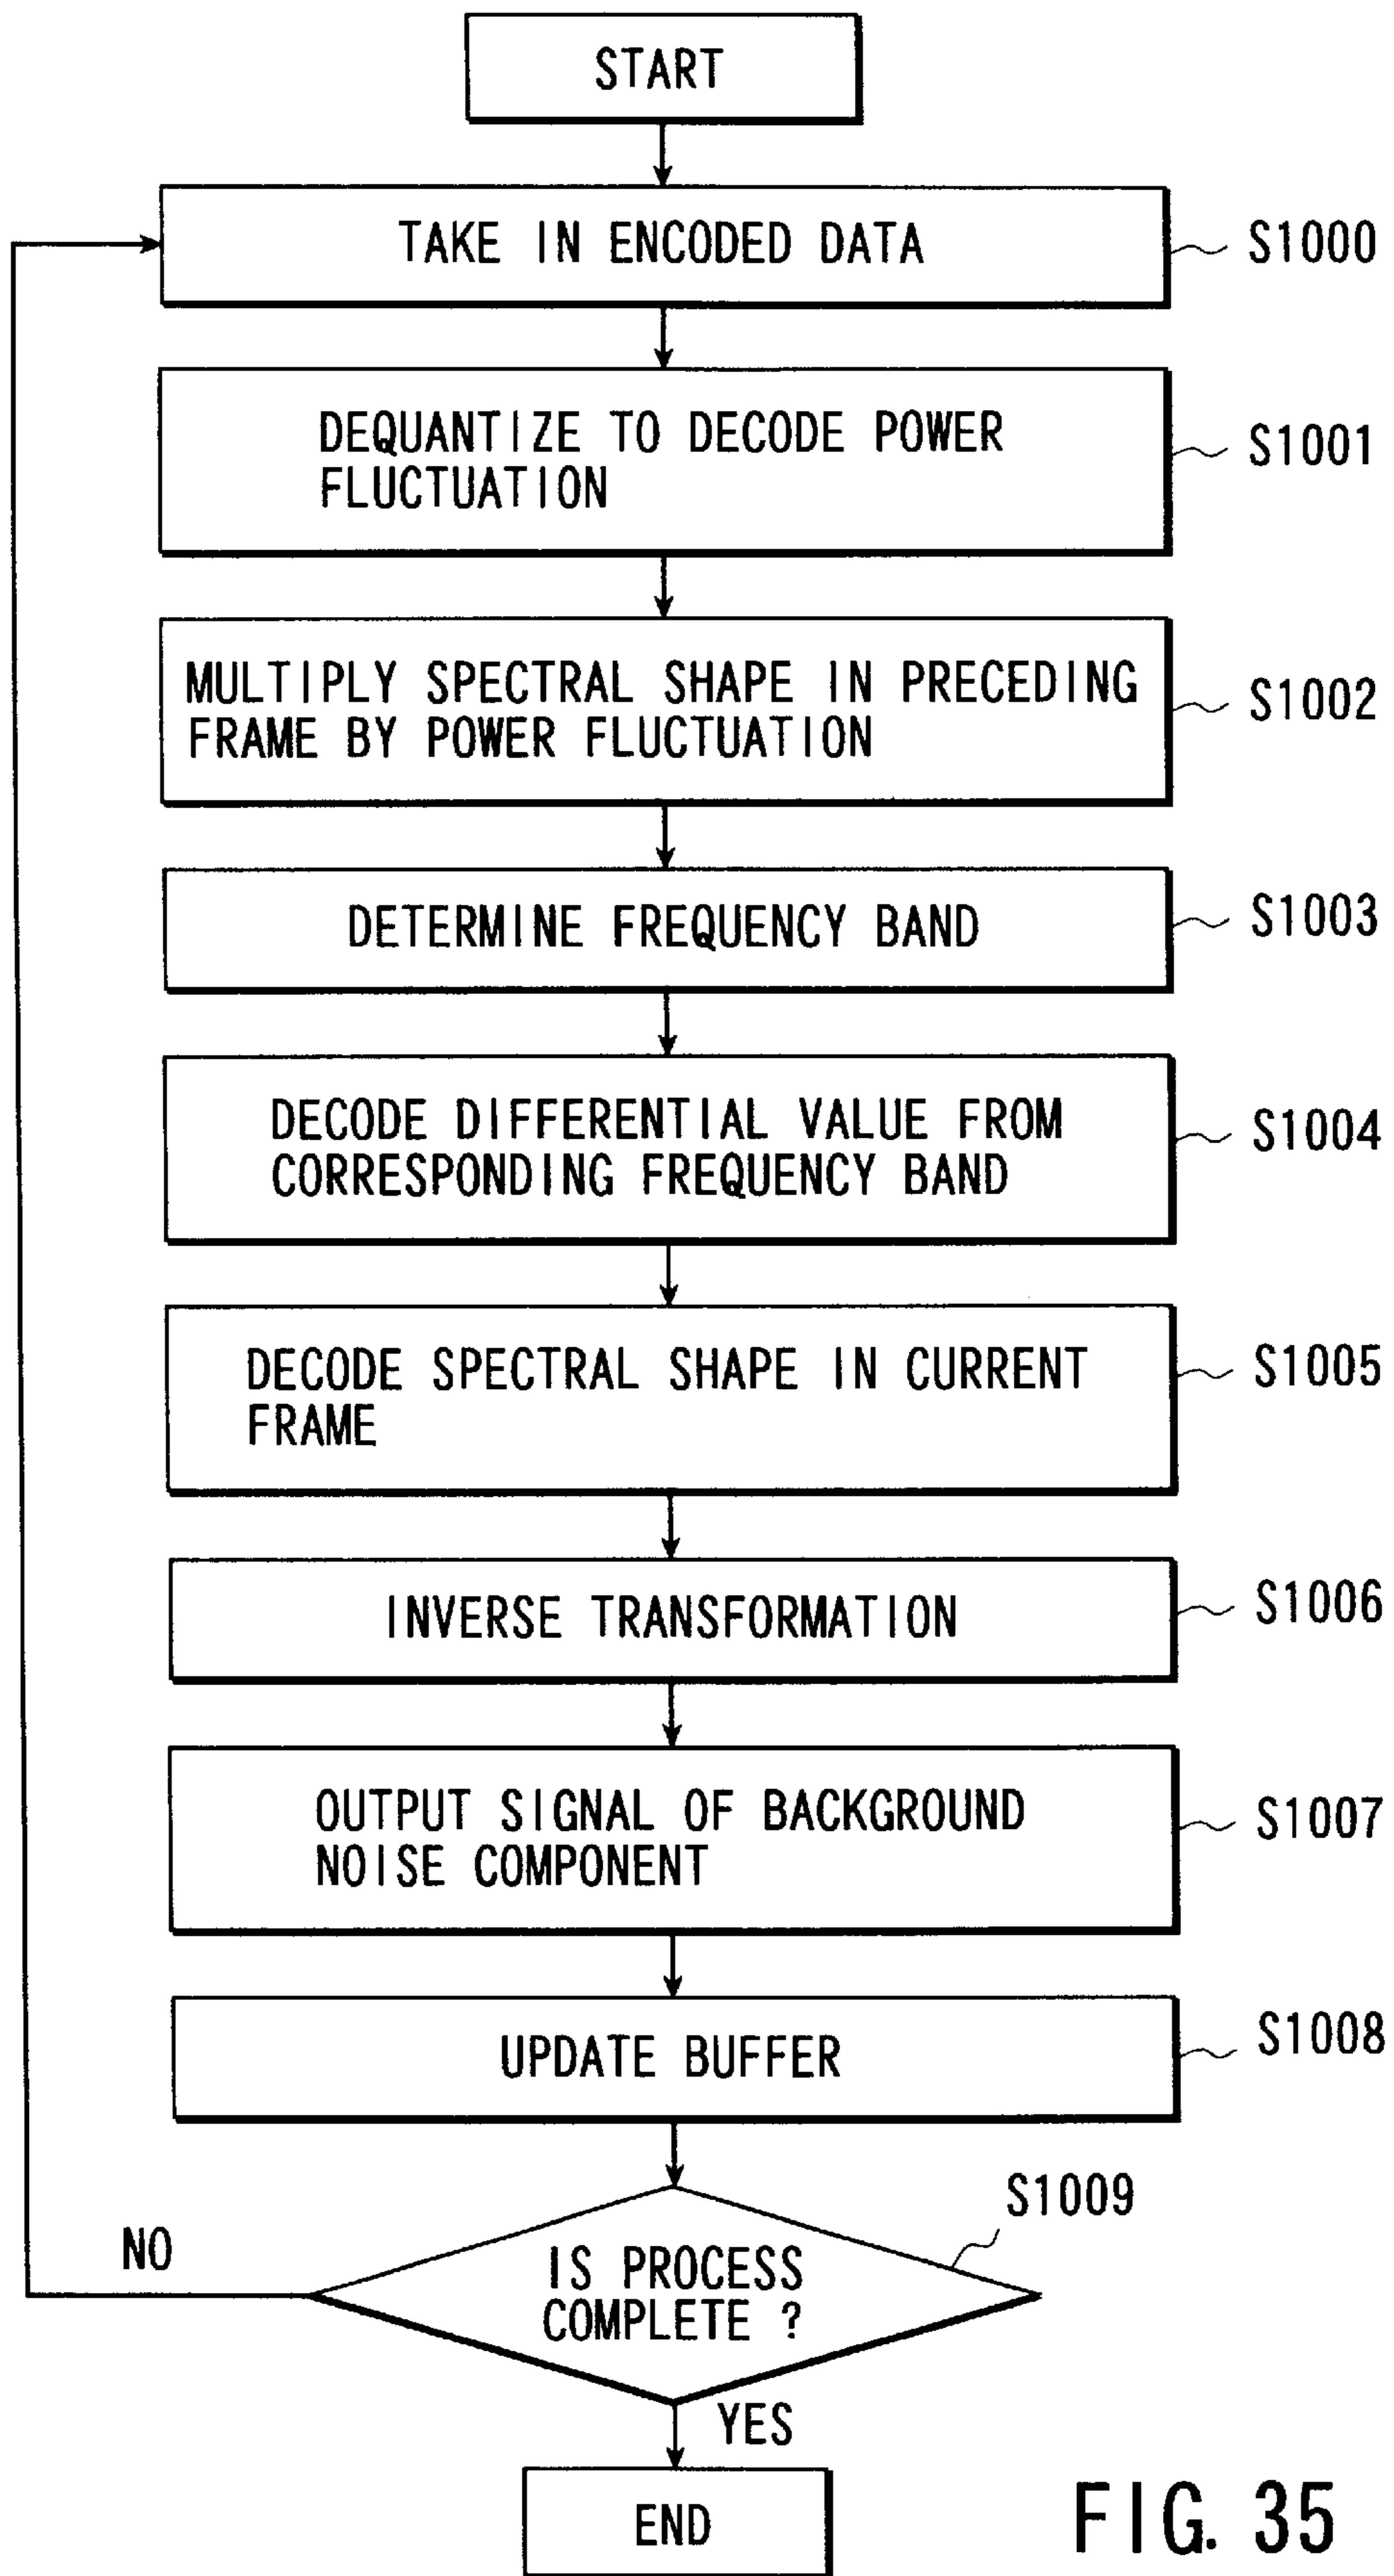 START
TAKE IN ENCODED DATA
S1000
DEQUANTIZE TO DECODE POWER
FLUCTUATION
S1001
MULTIPLY SPECTRAL SHAPE IN PRECEDING
FRAME BY POWER FLUCTUATION
S1002
DETERMINE FREQUENCY BAND
S1003
DECODE DIFFERENTIAL VALUE FROM
CORRESPONDING FREQUENCY BAND
S1004
DECODE SPECTRAL SHAPE IN CURRENT
FRAME
S1005
INVERSE TRANSFORMATION
S1006
OUTPUT SIGNAL OF BACKGROUND
NOISE COMPONENT
S1007
UPDATE BUFFER
S1008
S1009
NO
IS PROCESS
COMPLETE ?
YES
END
FIG. 35